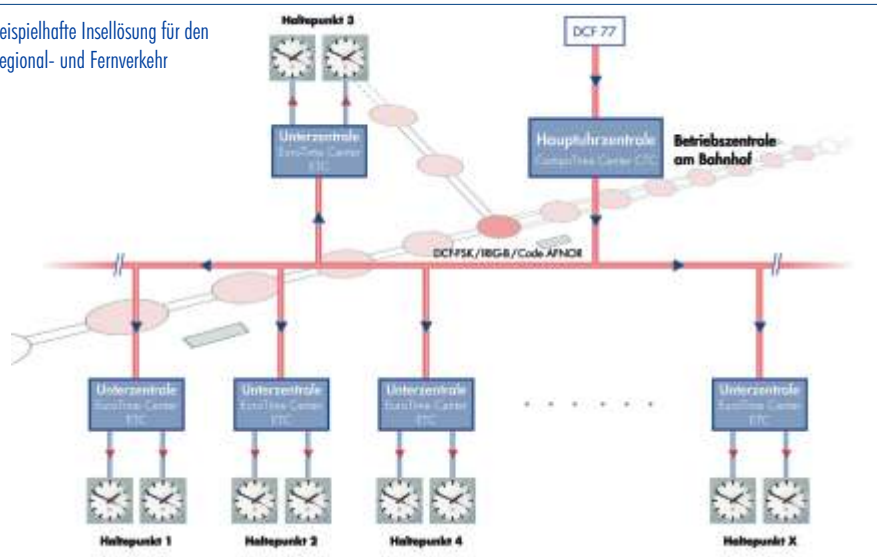 eispielhafte Insellösung für den
egional- und Fernverkehr
Haltepunkt 3
DCF 77
Unterzentrale
EuroTime Center
ETC
Hauptuhrzentrale
CompuTime Center CTC
Betriebszentrale
am Bahnhof
DCF-FSK/IRIG-B/Code AFNOR
Unterzentrale
EuroTime Center
ETC
Unterzentrale
EuroTime Center
ETC
Unterzentrale
EuroTime Center
ETC
Unterzentrale
EuroTime Center
ETC
Haltepunkt 1
Haltepunkt 2
Haltepunkt 4
Haltepunkt X